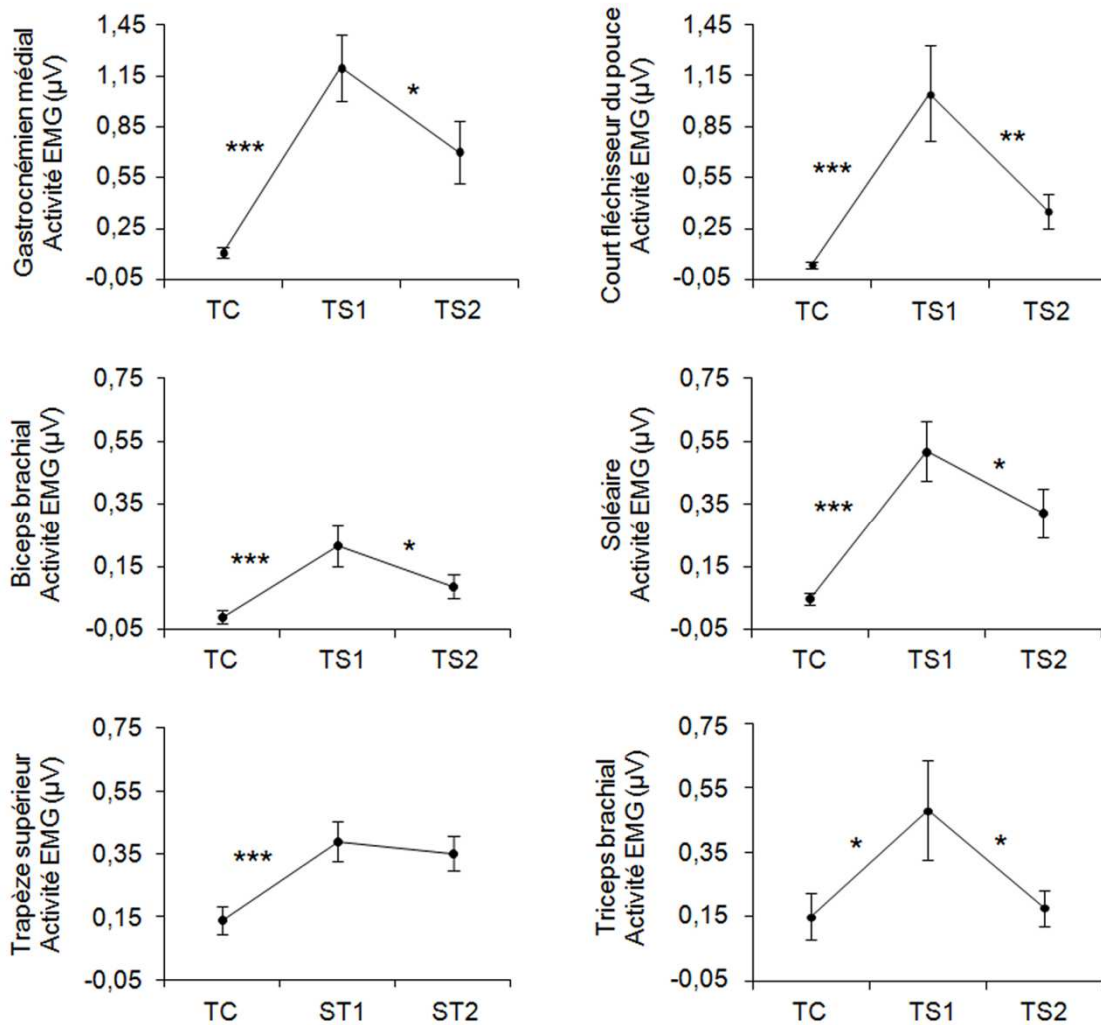 Gastrocnémien médial
Activité EMG (µV)
1,45
1,15
0,85
0,55
0,25
-0,05
***
*
TC TS1 TS2
Court fléchisseur du pouce
Activité EMG (µV)
1,45
1,15
0,85
0,55
0,25
-0,05
***
**
TC TS1 TS2
Biceps brachial
Activité EMG (µV)
0,75
0,55
0,35
0,15
-0,05
***
*
TC TS1 TS2
Soléaire
Activité EMG (µV)
0,75
0,55
0,35
0,15
-0,05
***
*
TC TS1 TS2
Trapèze supérieur
Activité EMG (µV)
0,75
0,55
0,35
0,15
-0,05
***
TC ST1 ST2
Triceps brachial
Activité EMG (µV)
0,75
0,55
0,35
0,15
-0,05
*
*
TC TS1 TS2